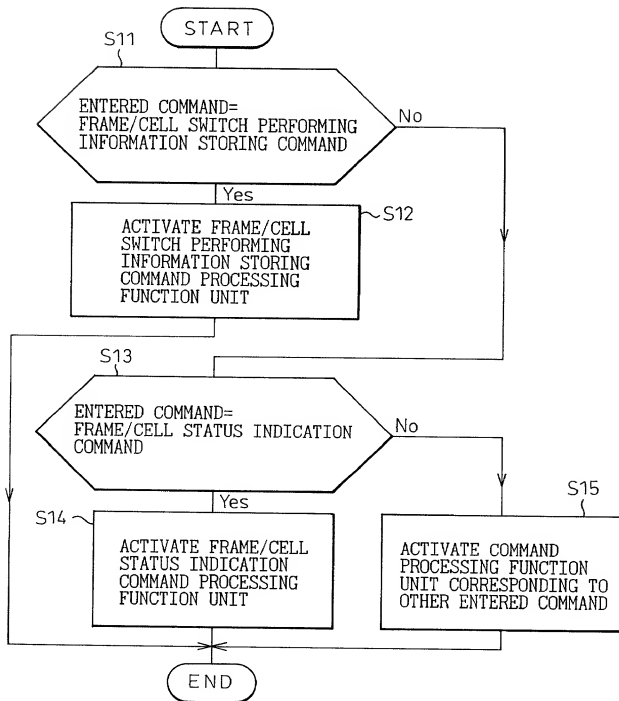 START
S11
ENTERED COMMAND=
FRAME/CELL SWITCH PERFORMING
INFORMATION STORING COMMAND
No
Yes
S12
ACTIVATE FRAME/CELL
SWITCH PERFORMING
INFORMATION STORING
COMMAND PROCESSING
FUNCTION UNIT
S13
ENTERED COMMAND=
FRAME/CELL STATUS INDICATION
COMMAND
No
Yes
S14
ACTIVATE FRAME/CELL
STATUS INDICATION
COMMAND PROCESSING
FUNCTION UNIT
S15
ACTIVATE COMMAND
PROCESSING FUNCTION
UNIT CORRESPONDING TO
OTHER ENTERED COMMAND
END